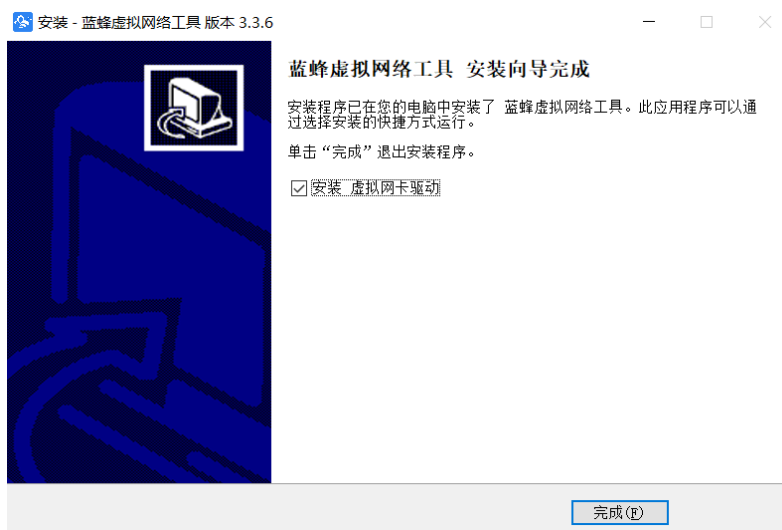 安装 - 蓝蜂虚拟网络工具 版本 3.3.6
蓝蜂虚拟网络工具 安装向导完成
安装程序已在您的电脑中安装了 蓝蜂虚拟网络工具。此应用程序可以通
过选择安装的快捷方式运行。
单击“完成”退出安装程序。
安装 虚拟网卡驱动
完成(F)